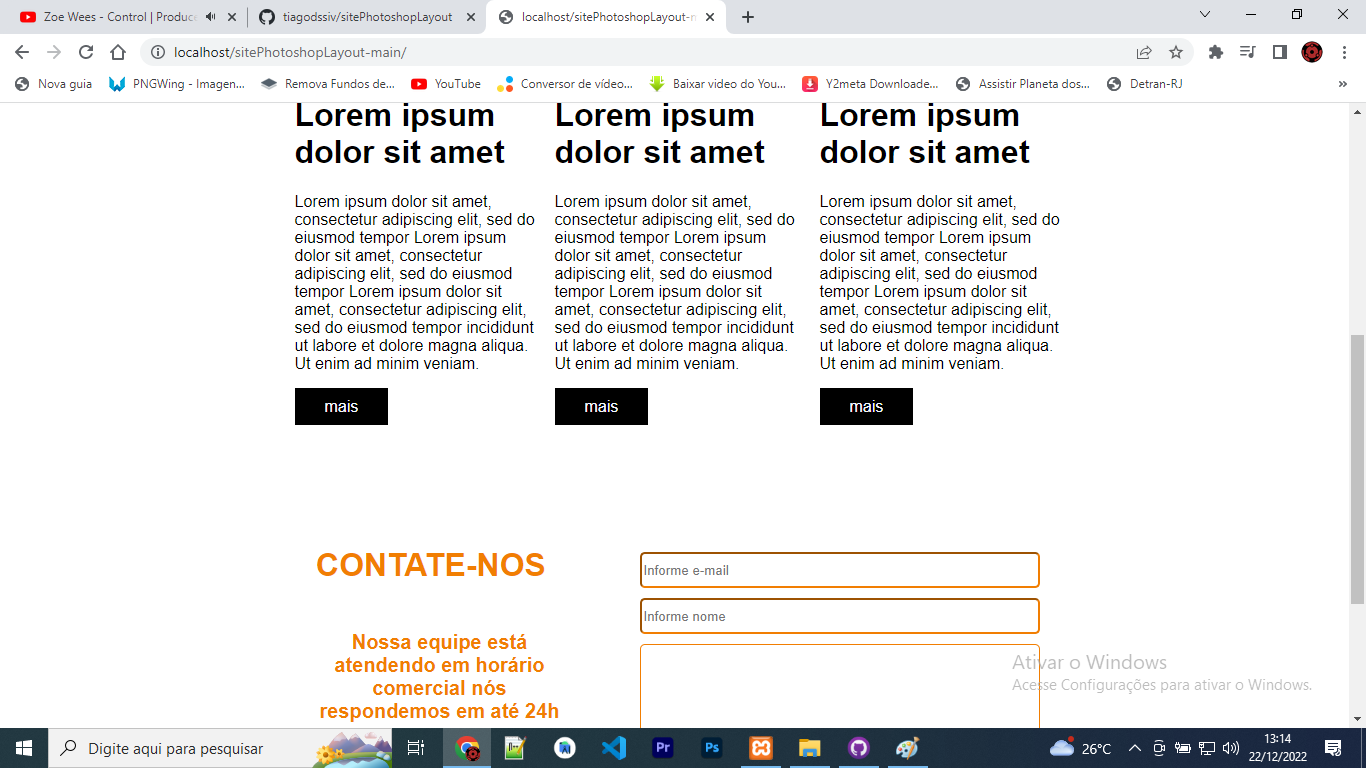 Zoe Wees - Control | Produce
tiagodssiv/sitePhotoshopLayout
localhost/sitePhotoshopLayout-m
localhost/sitePhotoshopLayout-main/
Nova guia
PNGWing - Imagen...
Remova Fundos de...
YouTube
Conversor de vídeo...
Baixar video do You...
Y2meta Downloade...
Assistir Planeta dos...
Detran-RJ
»
Lorem ipsum
dolor sit amet
Lorem ipsum dolor sit amet,
consectetur adipiscing elit, sed do
eiusmod tempor Lorem ipsum
dolor sit amet, consectetur
adipiscing elit, sed do eiusmod
tempor Lorem ipsum dolor sit
amet, consectetur adipiscing elit,
sed do eiusmod tempor incididunt
ut labore et dolore magna aliqua.
Ut enim ad minim veniam.
mais
Lorem ipsum
dolor sit amet
Lorem ipsum dolor sit amet,
consectetur adipiscing elit, sed do
eiusmod tempor Lorem ipsum
dolor sit amet, consectetur
adipiscing elit, sed do eiusmod
tempor Lorem ipsum dolor sit
amet, consectetur adipiscing elit,
sed do eiusmod tempor incididunt
ut labore et dolore magna aliqua.
Ut enim ad minim veniam.
mais
Lorem ipsum
dolor sit amet
Lorem ipsum dolor sit amet,
consectetur adipiscing elit, sed do
eiusmod tempor Lorem ipsum
dolor sit amet, consectetur
adipiscing elit, sed do eiusmod
tempor Lorem ipsum dolor sit
amet, consectetur adipiscing elit,
sed do eiusmod tempor incididunt
ut labore et dolore magna aliqua.
Ut enim ad minim veniam.
mais
CONTATE-NOS
Nossa equipe está
atendendo em horário
comercial nós
respondemos em até 24h
Informe e-mail
Informe nome
Ativar o Windows
Acesse Configurações para ativar o Windows.
Digite aqui para pesquisar
Pr
Ps
26°C
13:14
22/12/2022